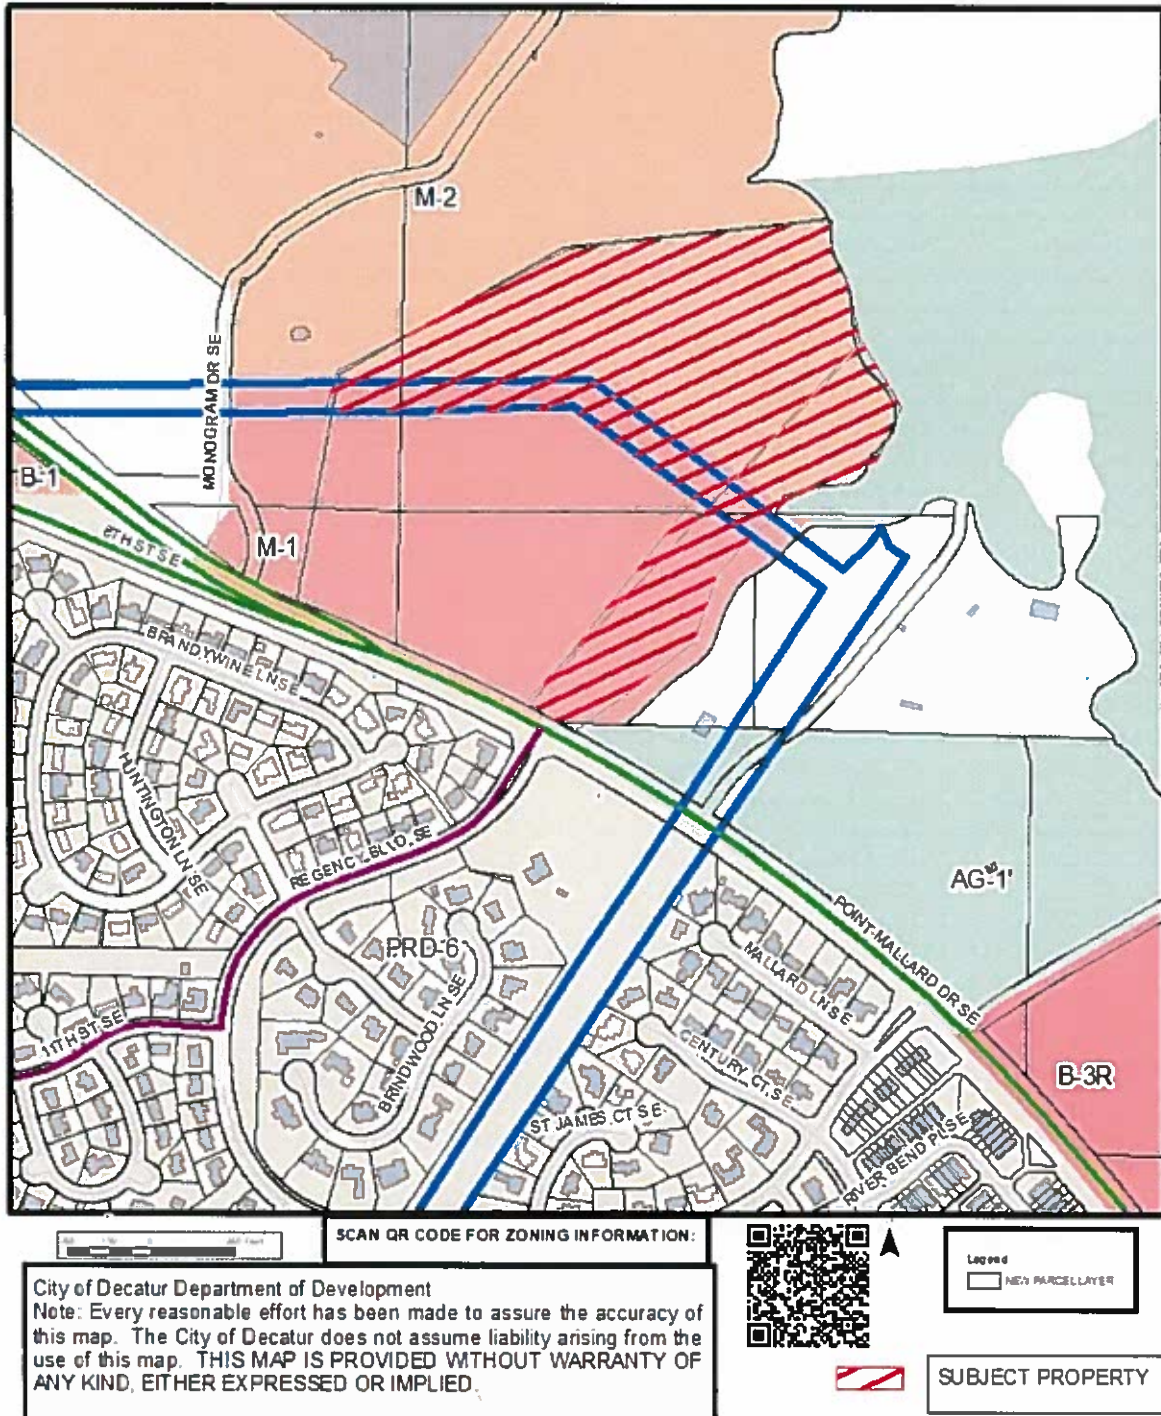 M-2
MONOGRAM DR SE
B-1
8TH ST SE
M-1
BRANDYWINE LN SE
HUNTINGTON LN SE
REGENCY BLVD. SE
AG-1
POINT MALLARD DR SE
PRD-6
MALLARD LN SE
BRINDWOOD LN SE
11TH ST. SE
CENTURY CT. SE
B-3R
ST JAMES CT SE
RIVER BEND PL SE
SCAN QR CODE FOR ZONING INFORMATION:
Legend
NEW PARCEL LAYER
City of Decatur Department of Development
Note: Every reasonable effort has been made to assure the accuracy of
this map. The City of Decatur does not assume liability arising from the
use of this map. THIS MAP IS PROVIDED WITHOUT WARRANTY OF
ANY KIND, EITHER EXPRESSED OR IMPLIED.
SUBJECT PROPERTY